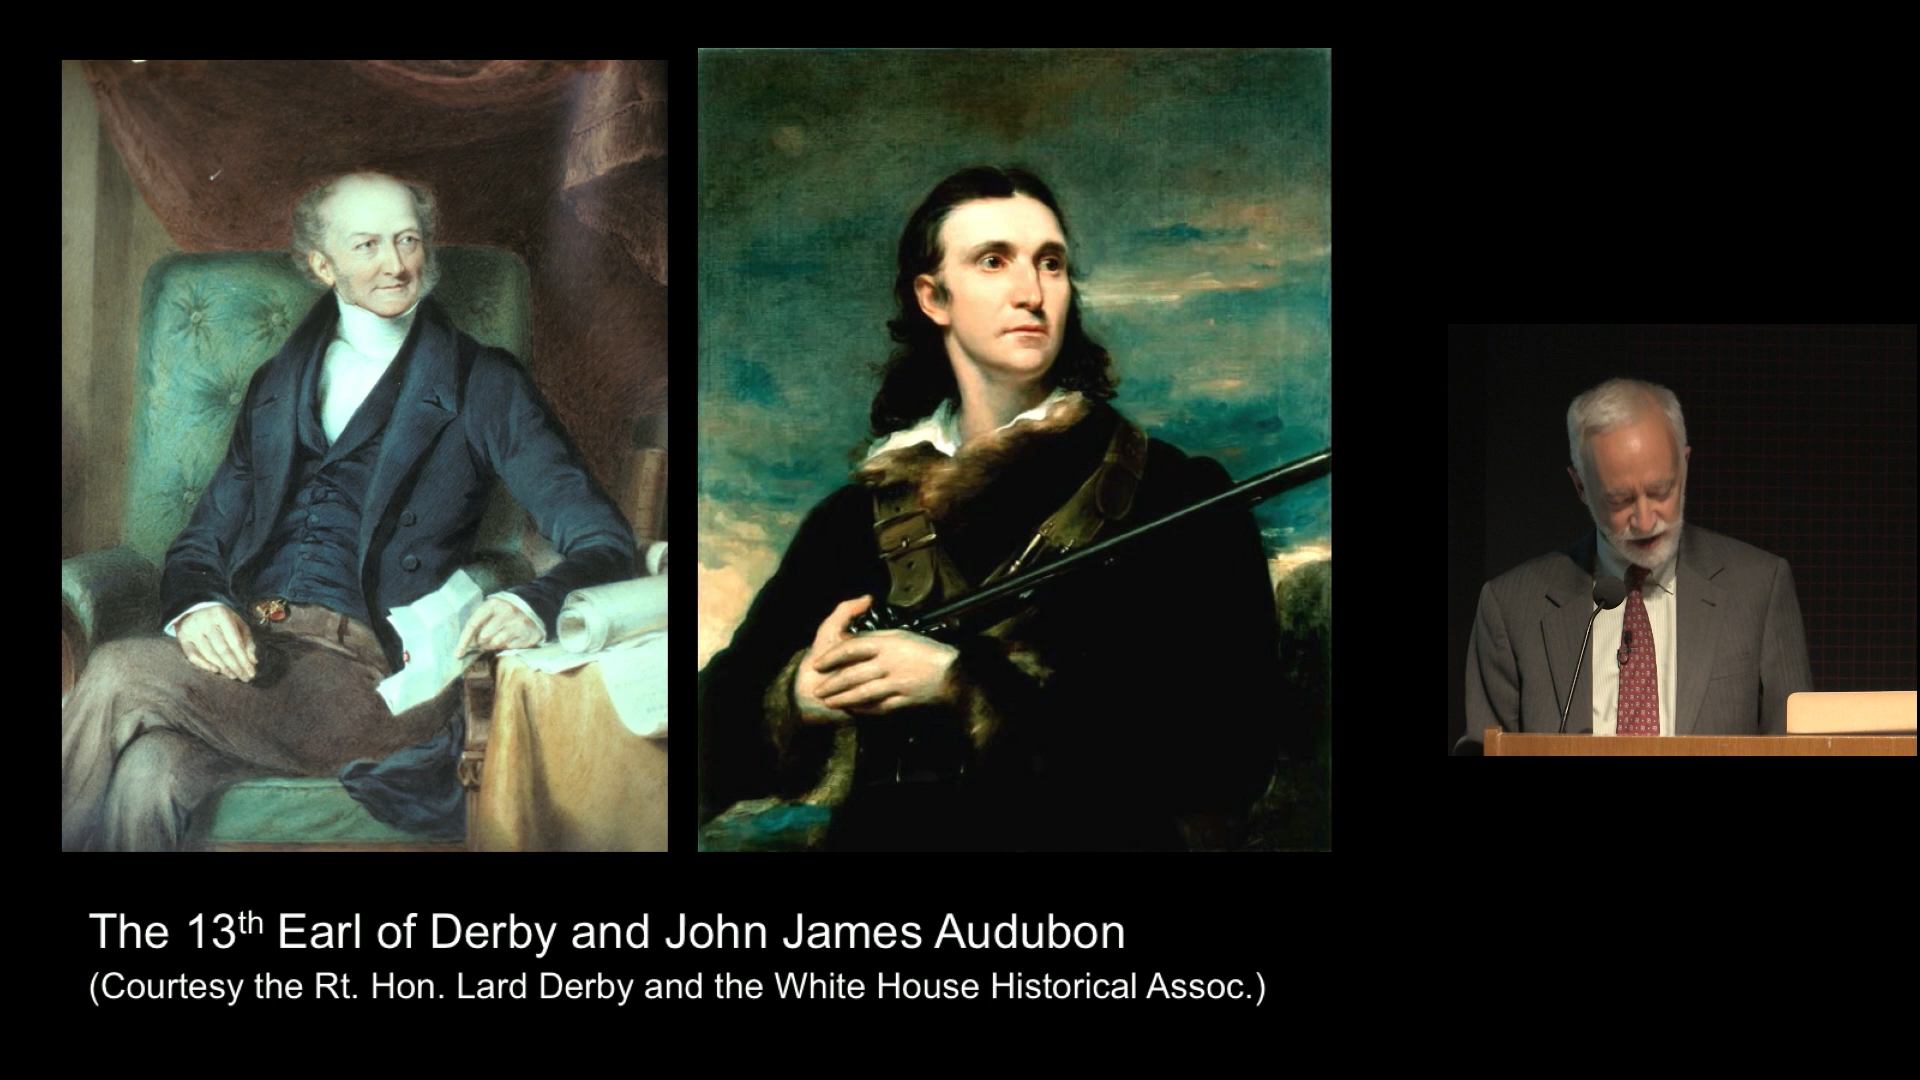 The 13th Earl of Derby and John James Audubon
(Courtesy the Rt. Hon. Lard Derby and the White House Historical Assoc.)